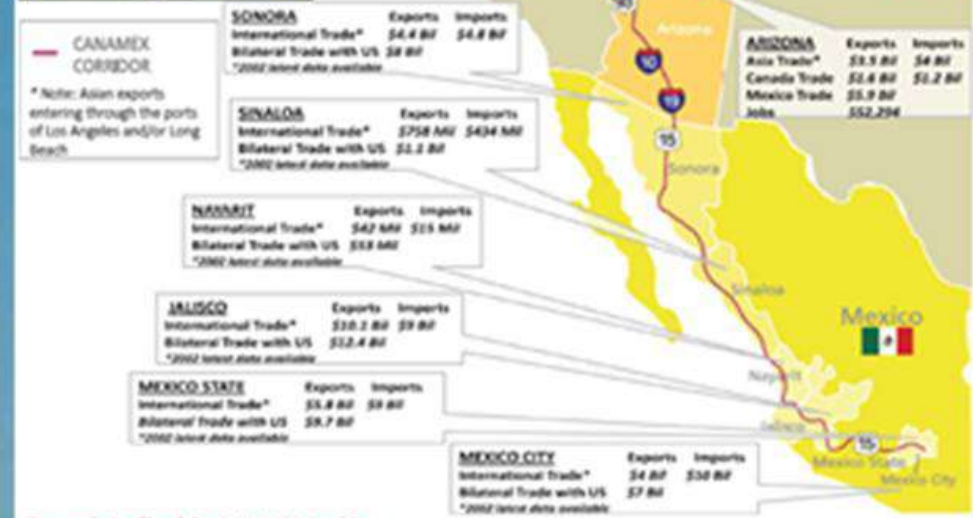 CANAMEX
CORRIDOR
* Note: Asian exports
entering through the ports
of Los Angeles and/or Long
Beach
SONORA Exports Imports
International Trade* $4.4 Bil $4.8 Bil
Bilateral Trade with US $8 Bil
*2002 latest data available
SINALOA Exports Imports
International Trade* $758 Mil $434 Mil
Bilateral Trade with US $1.1 Bil
*2002 latest data available
NAYARIT Exports Imports
International Trade* $42 Mil $15 Mil
Bilateral Trade with US Mil
*2002 latest data available
JALISCO Exports Imports
International Trade* $10.1 Bil $9 Bil
Bilateral Trade with US $12.4 Bil
*2002 latest data available
MEXICO STATE Exports Imports
International Trade* $5.8 Bil $9 Bil
Bilateral Trade with US $9.7 Bil
*2002 latest data available
MEXICO CITY Exports Imports
International Trade* $4 Bil $10 Bil
Bilateral Trade with US $7 Bil
*2002 latest data available
ARIZONA Exports Imports
Asia Trade* $3.5 Bil $4 Bil
Canada Trade $1.6 Bil $1.2 Bil
Mexico Trade $5.9 Bil
Jobs 552,294
Arizona
10
19
15
Sonora
Sinaloa
Mexico
Nayarit
Jalisco
15
Mexico State
Mexico City